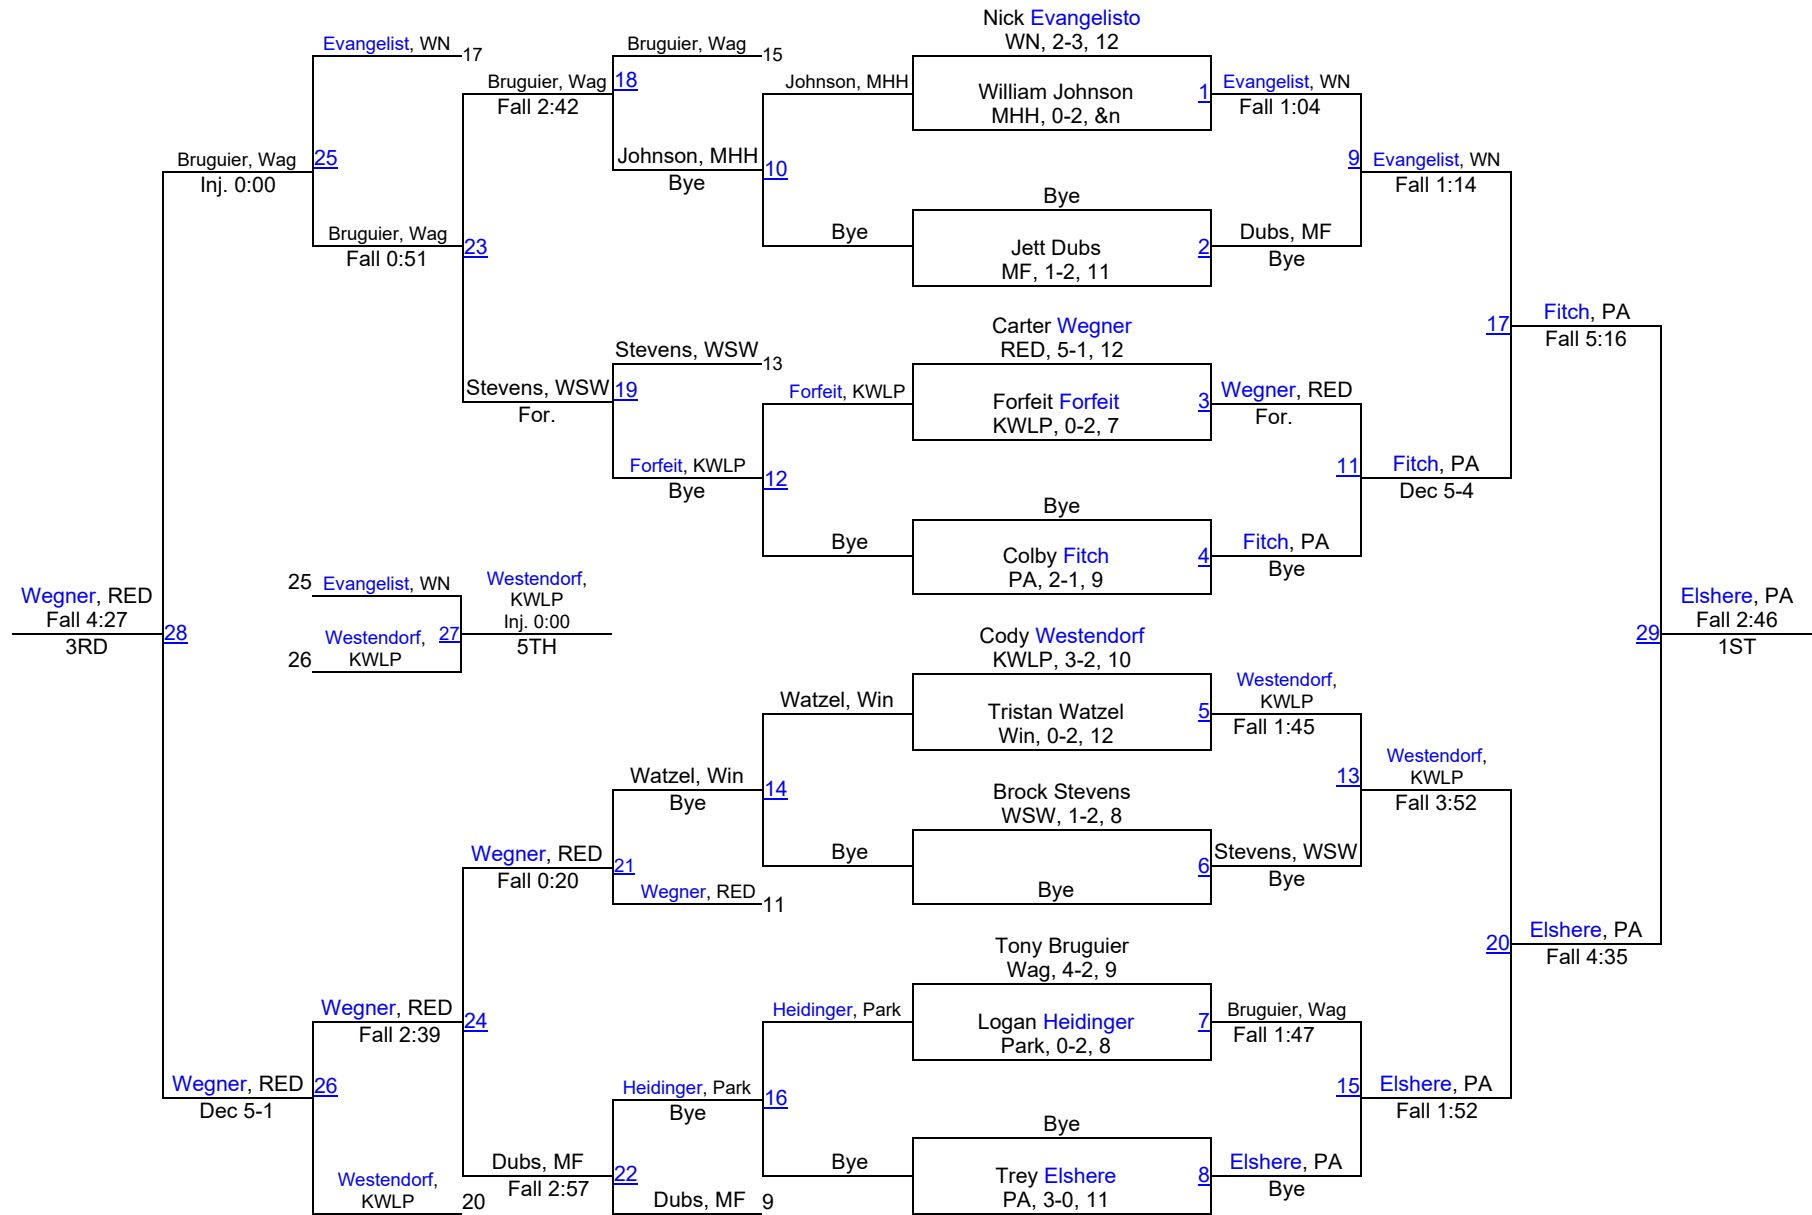 Nick Evangelisto
WN, 2-3, 12
Evangelist, WN
17
Bruguier, Wag
15
Bruguier, Wag
18
Fall 2:42
Johnson, MHH
William Johnson
MHH, 0-2, &n
1
Evangelist, WN
Fall 1:04
Bruguier, Wag
25
Inj. 0:00
Johnson, MHH
10
Bye
9
Evangelist, WN
Fall 1:14
Bye
Bruguier, Wag
23
Fall 0:51
Bye
Jett Dubs
MF, 1-2, 11
2
Dubs, MF
Bye
Carter Wegner
RED, 5-1, 12
17
Fitch, PA
Fall 5:16
Stevens, WSW
13
Stevens, WSW
19
For.
Forfeit, KWLP
Forfeit Forfeit
KWLP, 0-2, 7
3
Wegner, RED
For.
Forfeit, KWLP
12
Bye
11
Fitch, PA
Dec 5-4
Bye
Bye
Colby Fitch
PA, 2-1, 9
4
Fitch, PA
Bye
Wegner, RED
Fall 4:27
3RD
28
25
Evangelist, WN
Westendorf,
KWLP
26
27
Westendorf,
KWLP
Inj. 0:00
5TH
Cody Westendorf
KWLP, 3-2, 10
29
Elshere, PA
Fall 2:46
1ST
Watzel, Win
Tristan Watzel
Win, 0-2, 12
5
Westendorf,
KWLP
Fall 1:45
Watzel, Win
14
Bye
Brock Stevens
WSW, 1-2, 8
13
Westendorf,
KWLP
Fall 3:52
Wegner, RED
21
Fall 0:20
Wegner, RED
11
Bye
Bye
6
Stevens, WSW
Bye
Tony Bruguier
Wag, 4-2, 9
20
Elshere, PA
Fall 4:35
Wegner, RED
24
Fall 2:39
Heidinger, Park
Logan Heidinger
Park, 0-2, 8
7
Bruguier, Wag
Fall 1:47
Wegner, RED
26
Dec 5-1
Heidinger, Park
16
Bye
15
Elshere, PA
Fall 1:52
Bye
Westendorf,
KWLP
20
Dubs, MF
22
Fall 2:57
Dubs, MF
9
Bye
Trey Elshere
PA, 3-0, 11
8
Elshere, PA
Bye